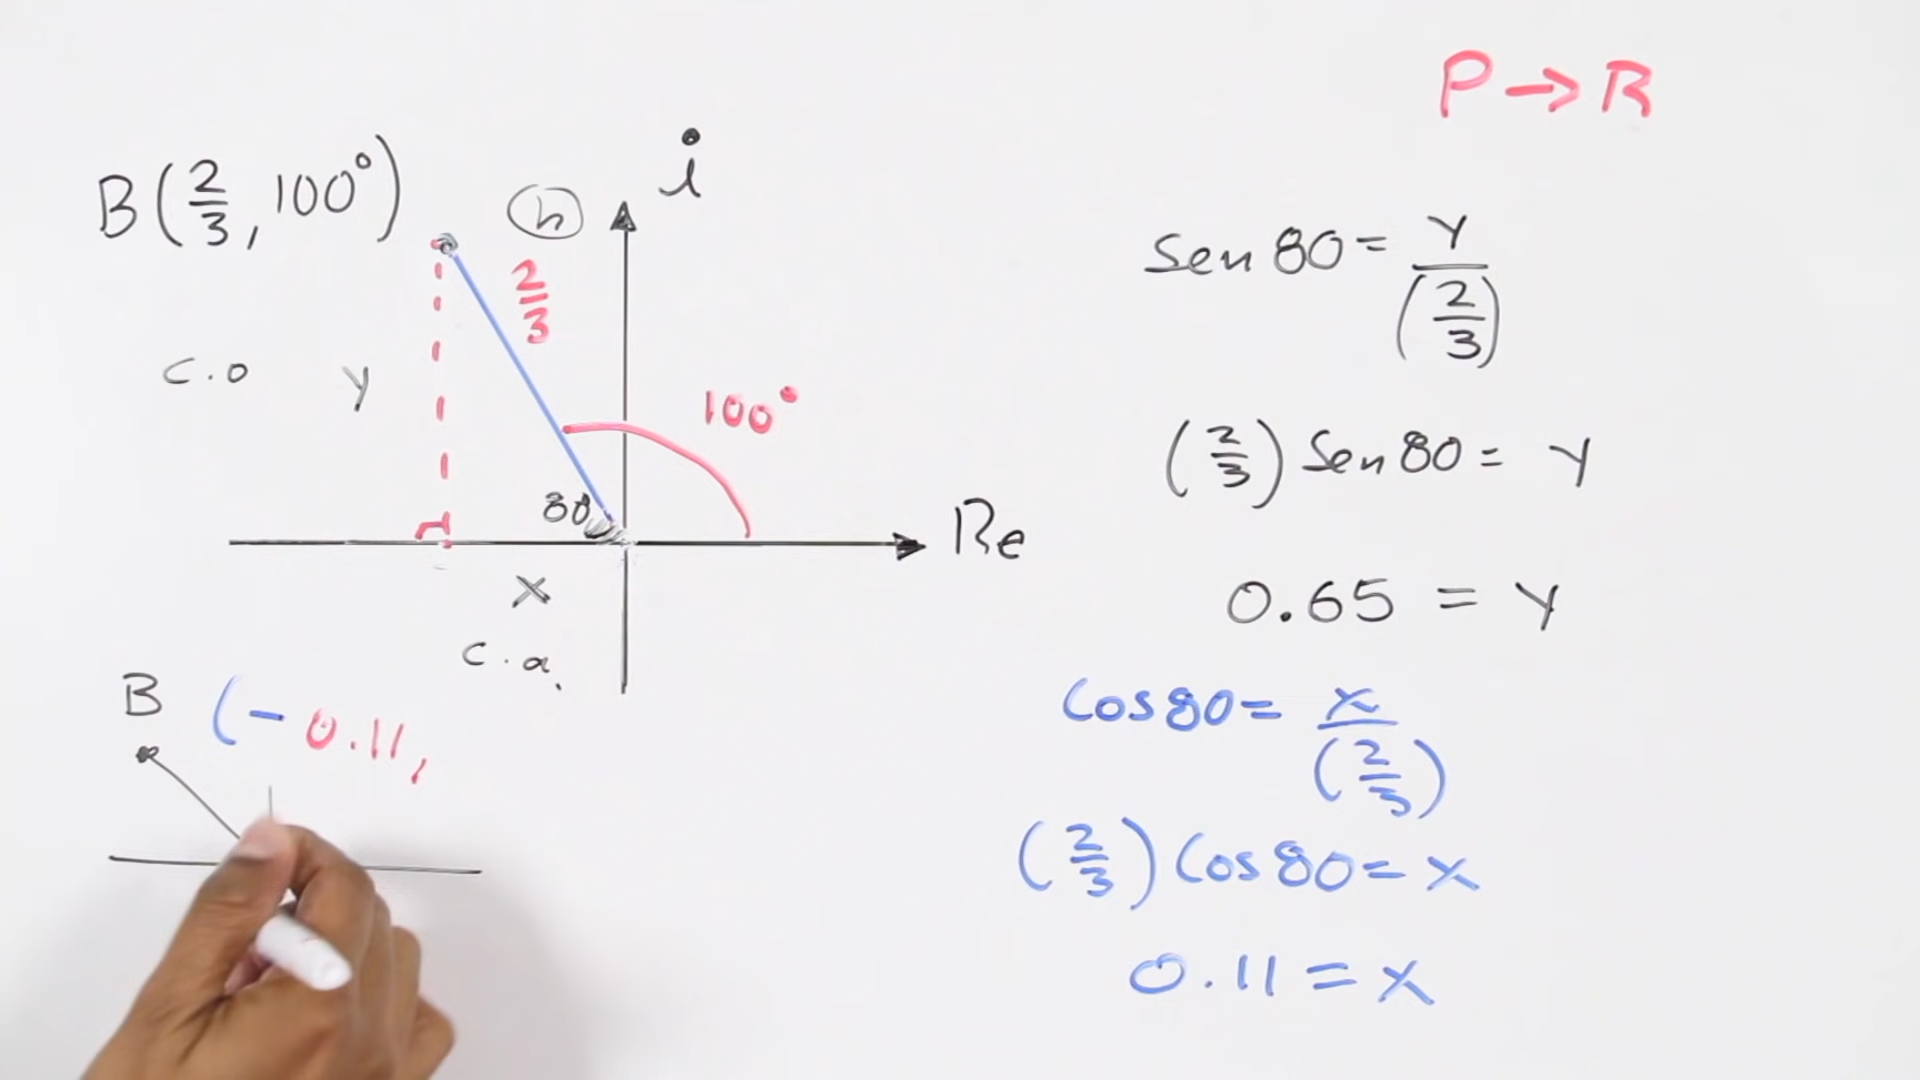 P → R
B(2/3, 100°)
h
i
2/3
C.O
y
100°
80
Re
x
C.a.
B (-0.11,
Sen 80 = y/(2/3)
(2/3) Sen 80 = y
0.65 = y
Cos 80 = x/(2/3)
(2/3) Cos 80 = x
0.11 = x